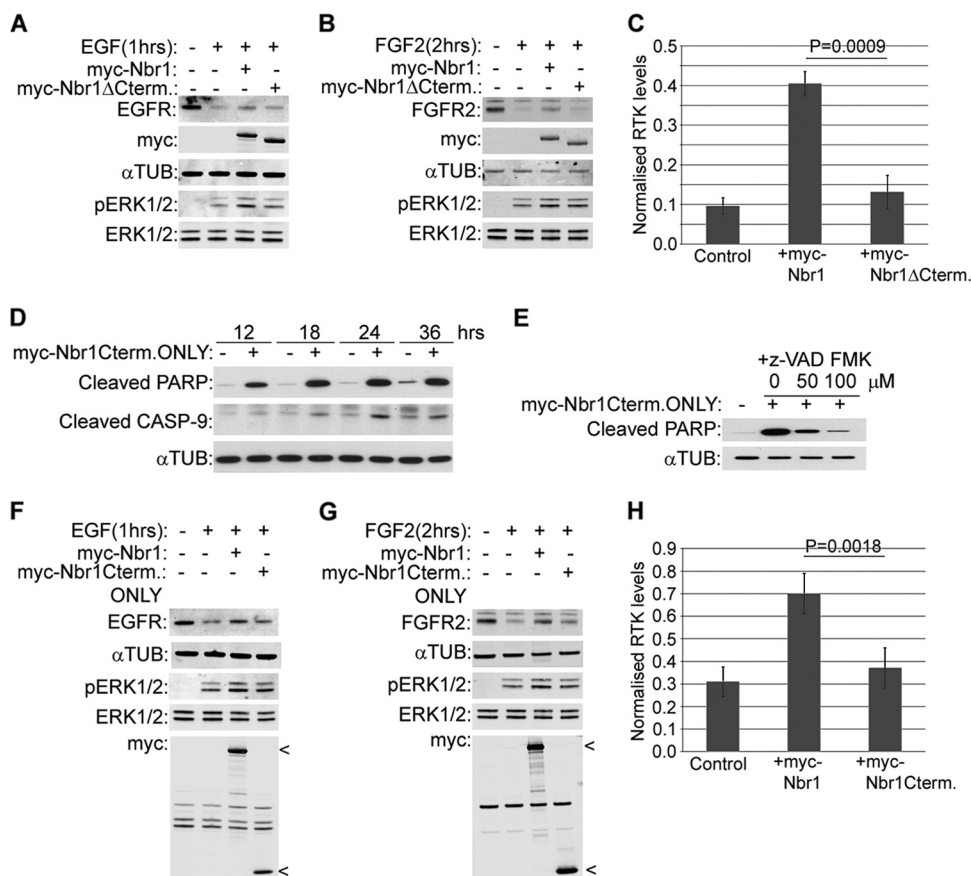 A
EGF(1hrs): - + + +
myc-Nbr1: - - + -
myc-Nbr1ΔCterm.: - - - +
EGFR:
myc:
αTUB:
pERK1/2:
ERK1/2:
B
FGF2(2hrs): - + + +
myc-Nbr1: - - + -
myc-Nbr1ΔCterm.: - - - +
FGFR2:
myc:
αTUB:
pERK1/2:
ERK1/2:
C
P=0.0009
Normalised RTK levels
0.5
0.4
0.3
0.2
0.1
0.0
Control
+myc-
Nbr1
+myc-
Nbr1ΔCterm.
D
12 18 24 36 hrs
myc-Nbr1Cterm.ONLY: - + - + - + - +
Cleaved PARP:
Cleaved CASP-9:
αTUB:
E
+z-VAD FMK
0 50 100 μM
myc-Nbr1Cterm.ONLY: - + + +
Cleaved PARP:
αTUB:
F
EGF(1hrs): - + + +
myc-Nbr1: - - + -
myc-Nbr1Cterm.: - - - +
ONLY
EGFR:
αTUB:
pERK1/2:
ERK1/2:
myc:
<
<
G
FGF2(2hrs): - + + +
myc-Nbr1: - - + -
myc-Nbr1Cterm.: - - - +
ONLY
FGFR2:
αTUB:
pERK1/2:
ERK1/2:
myc:
<
<
H
P=0.0018
Normalised RTK levels
0.9
0.8
0.7
0.6
0.5
0.4
0.3
0.2
0.1
0.0
Control
+myc-
Nbr1
+myc-
Nbr1Cterm.